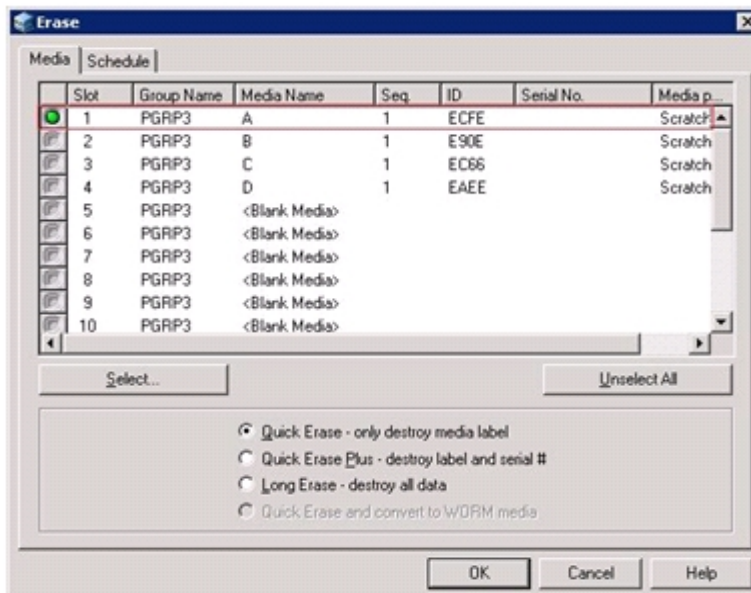 Erase
Media Schedule
Slot Group Name Media Name Seq. ID Serial No. Media p...
1 PGRP3 A 1 ECFE Scratch
2 PGRP3 B 1 E90E Scratch
3 PGRP3 C 1 EC66 Scratch
4 PGRP3 D 1 EAEE Scratch
5 PGRP3 <Blank Media>
6 PGRP3 <Blank Media>
7 PGRP3 <Blank Media>
8 PGRP3 <Blank Media>
9 PGRP3 <Blank Media>
10 PGRP3 <Blank Media>
Select... Unselect All
Quick Erase - only destroy media label
Quick Erase Plus - destroy label and serial #
Long Erase - destroy all data
Quick Erase and convert to WORM media
OK Cancel Help